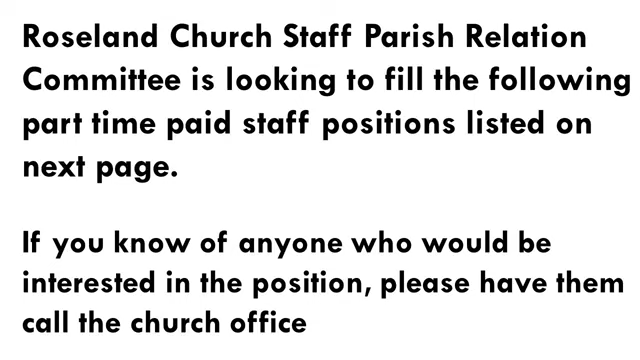 Roseland Church Staff Parish Relation
Committee is looking to fill the following
part time paid staff positions listed on
next page.
If you know of anyone who would be
interested in the position, please have them
call the church office